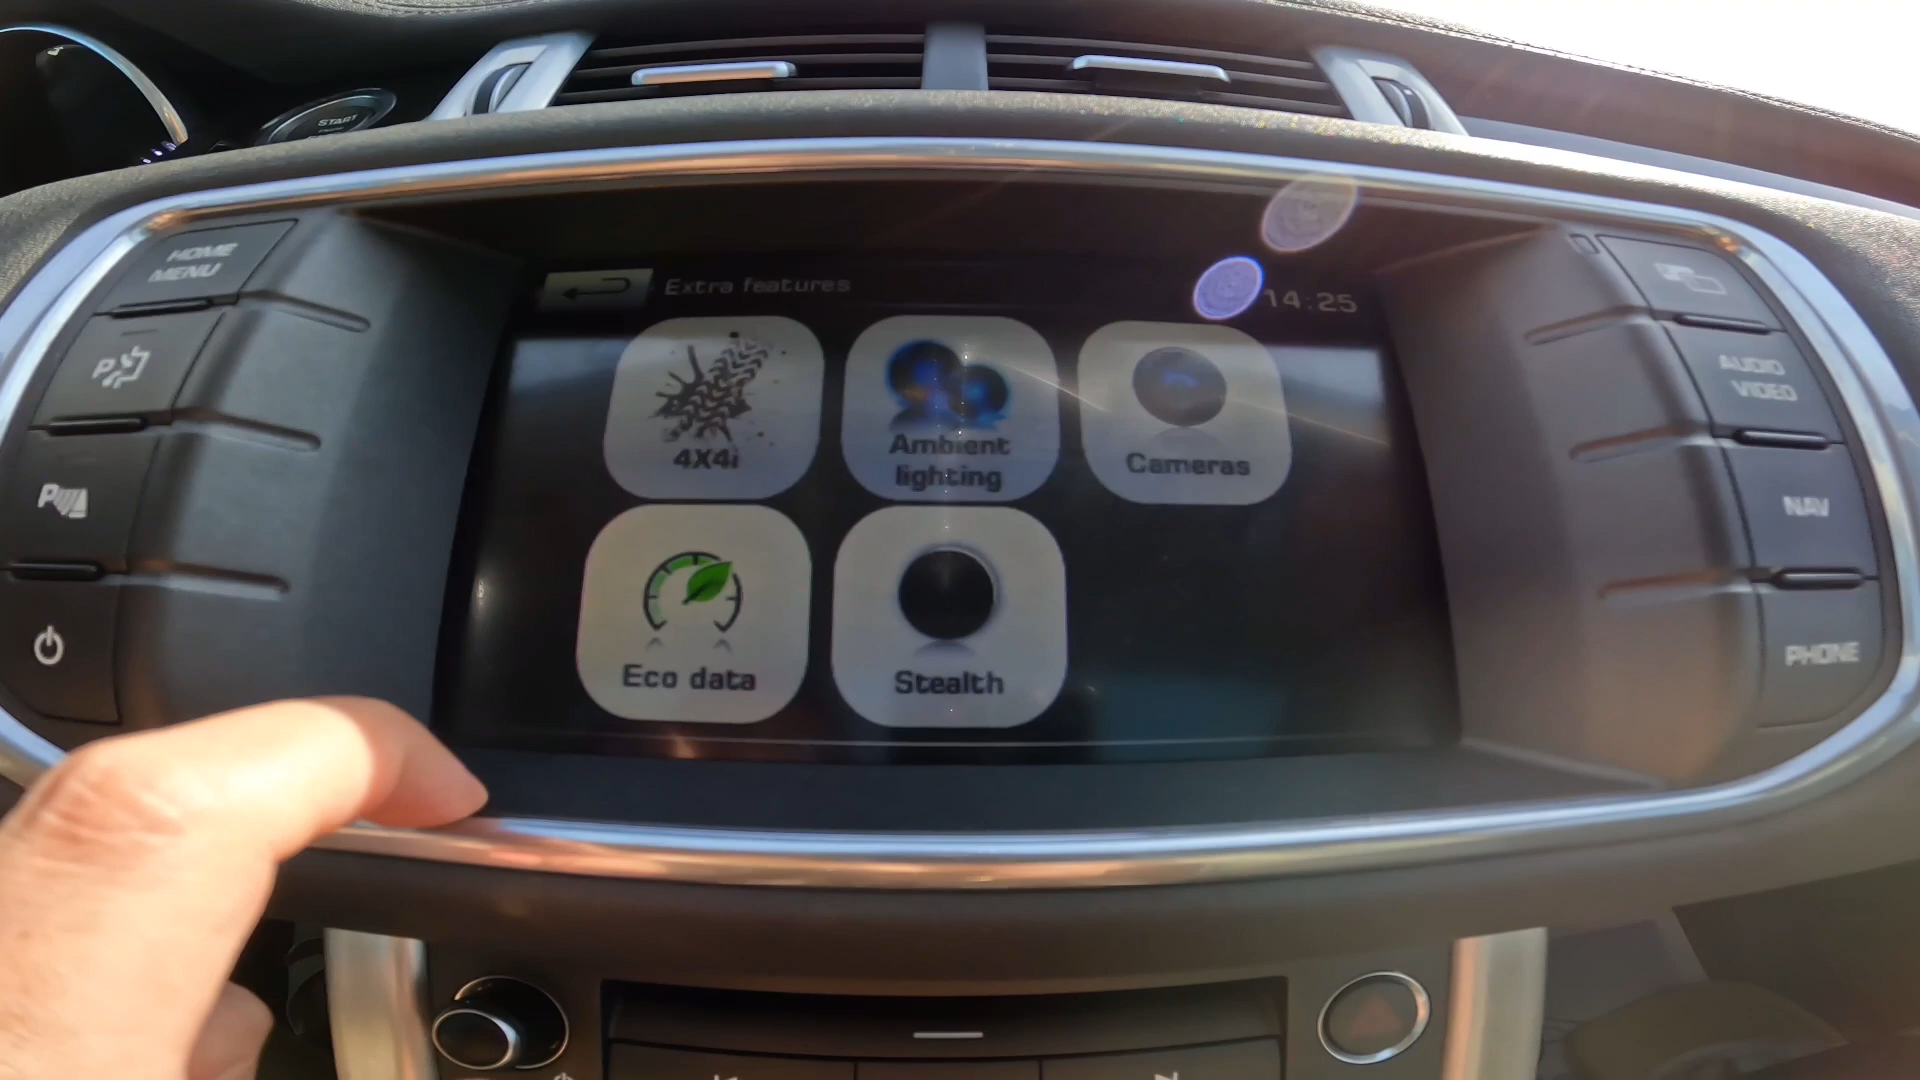 START
HOME
MENU
Extra features
14:25
AUDIO
VIDEO
4X4i
Ambient
lighting
Cameras
P
P
NAV
Eco data
Stealth
PHONE